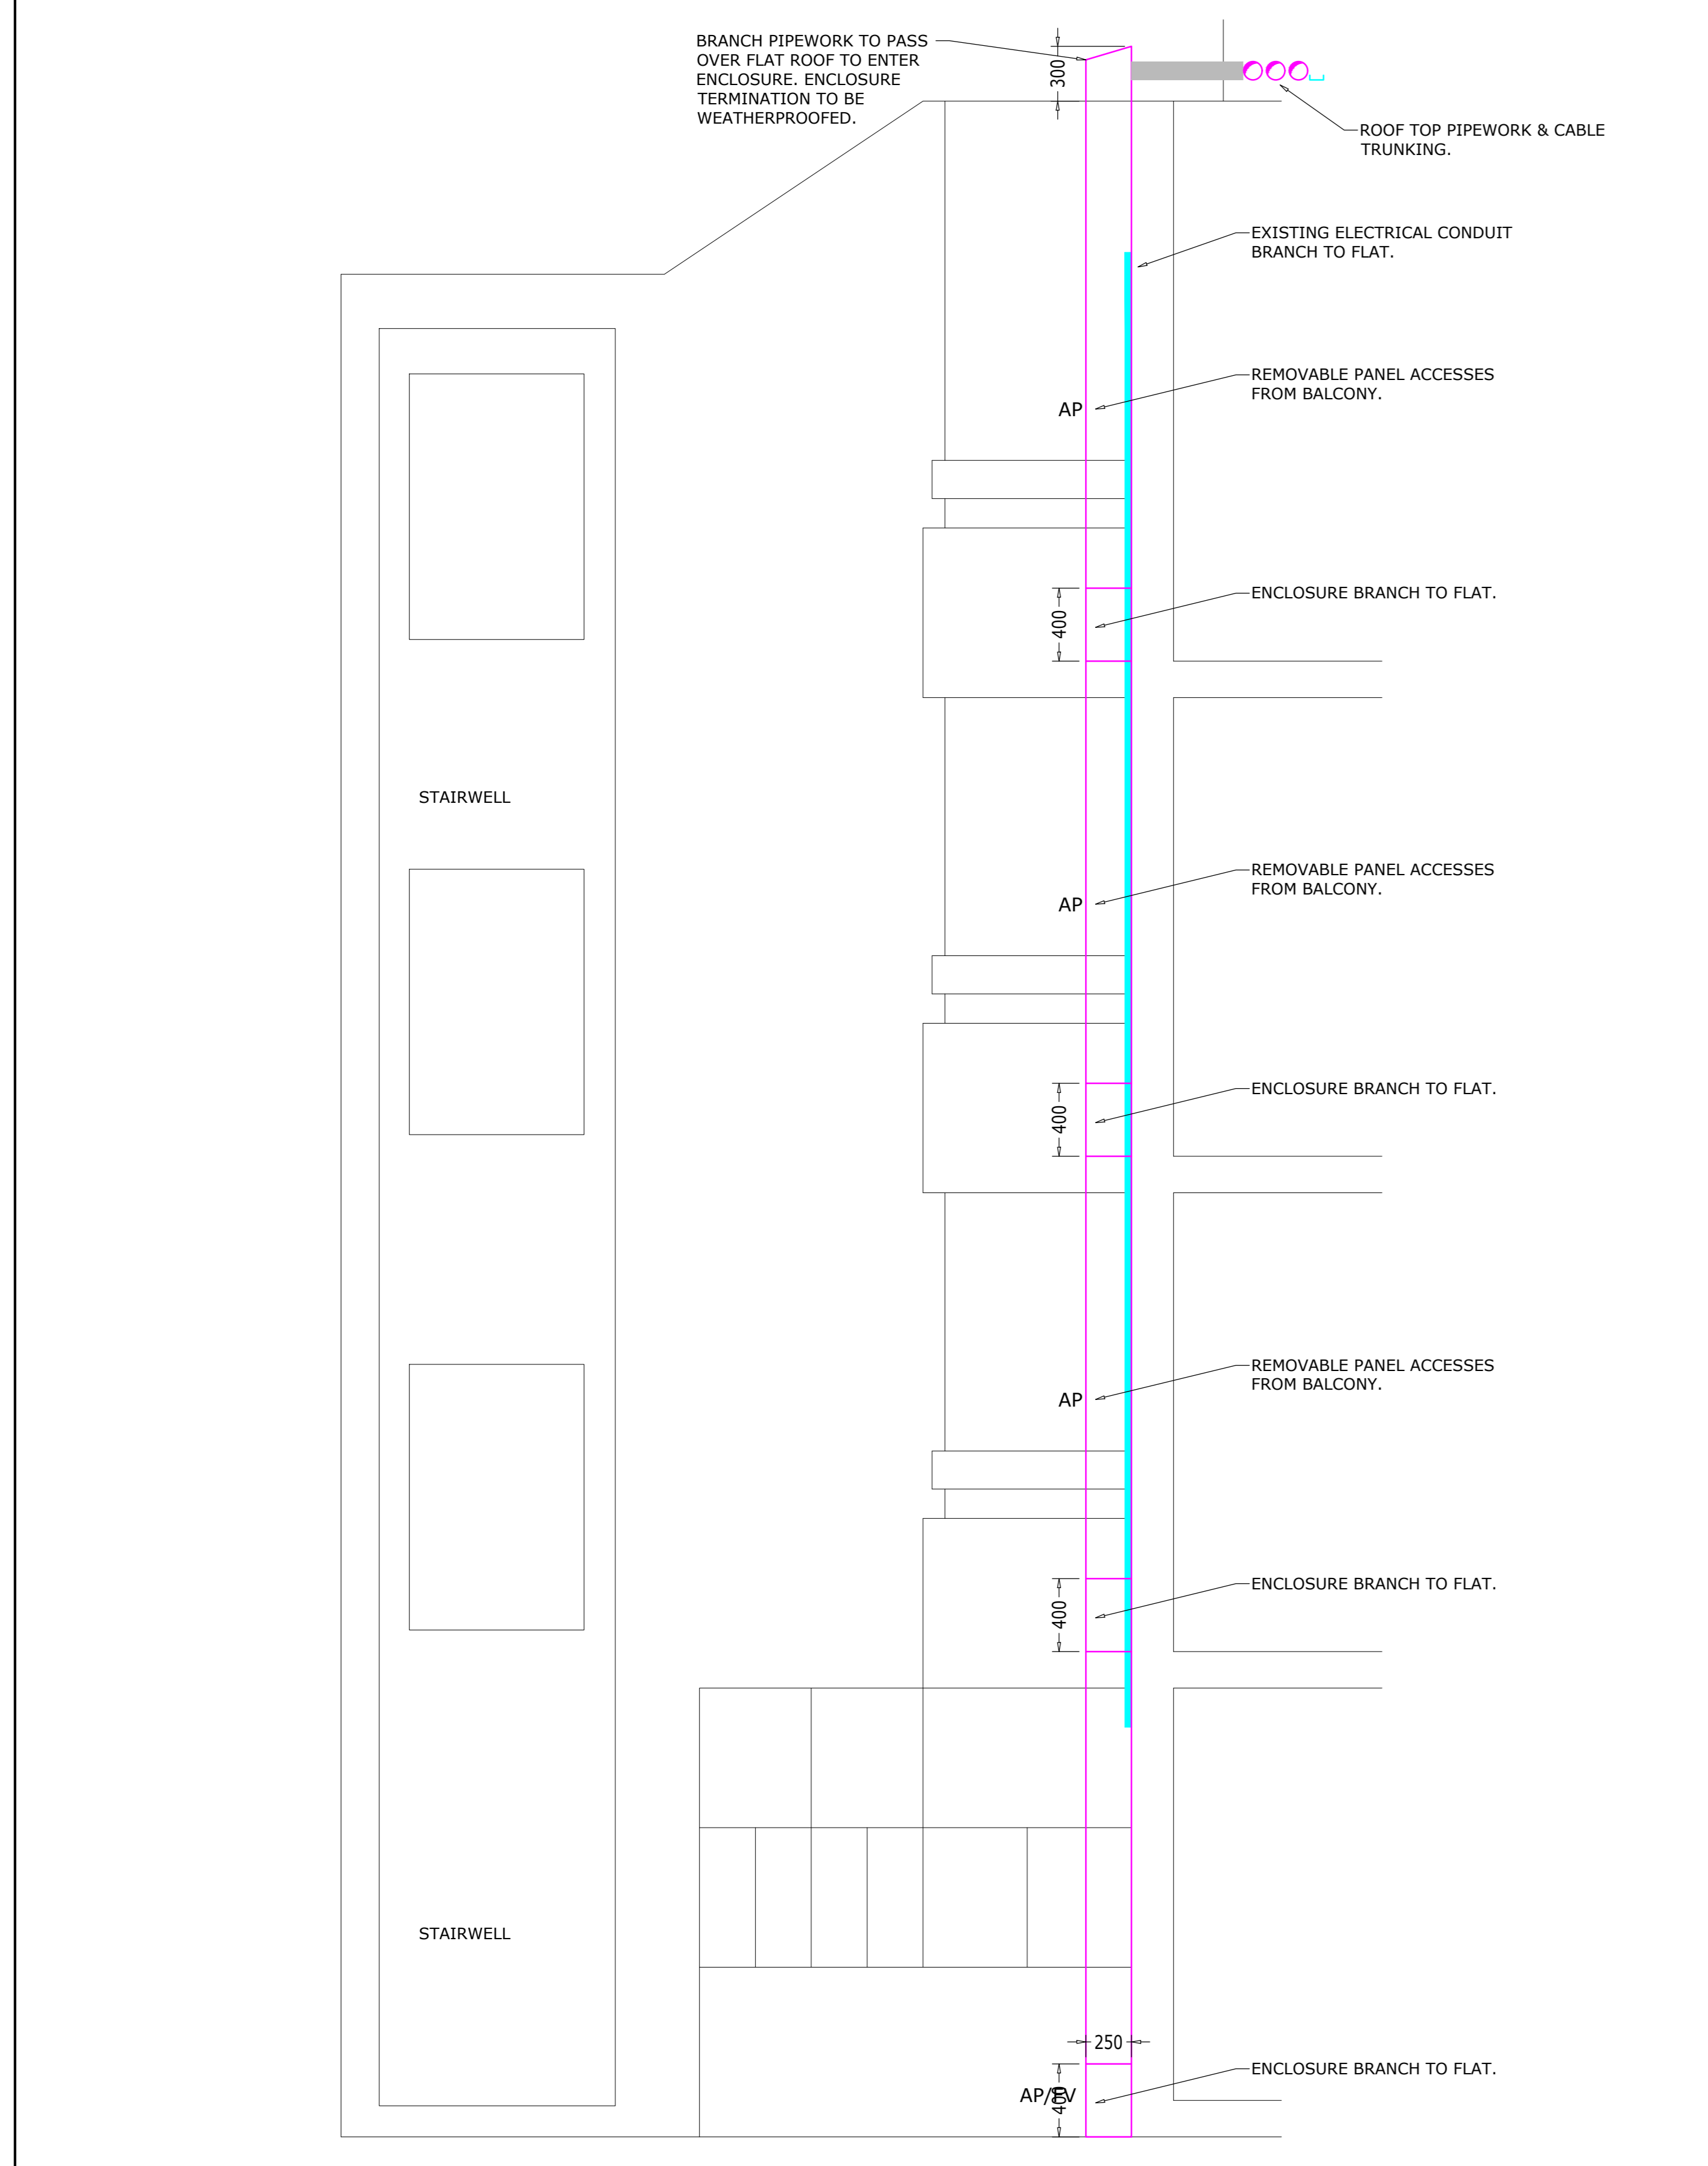 BRANCH PIPEWORK TO PASS
OVER FLAT ROOF TO ENTER
ENCLOSURE. ENCLOSURE
TERMINATION TO BE
WEATHERPROOFED.
300
ROOF TOP PIPEWORK & CABLE
TRUNKING.
EXISTING ELECTRICAL CONDUIT
BRANCH TO FLAT.
REMOVABLE PANEL ACCESSES
FROM BALCONY.
AP
ENCLOSURE BRANCH TO FLAT.
400
STAIRWELL
REMOVABLE PANEL ACCESSES
FROM BALCONY.
AP
ENCLOSURE BRANCH TO FLAT.
400
REMOVABLE PANEL ACCESSES
FROM BALCONY.
AP
ENCLOSURE BRANCH TO FLAT.
400
STAIRWELL
250
ENCLOSURE BRANCH TO FLAT.
400